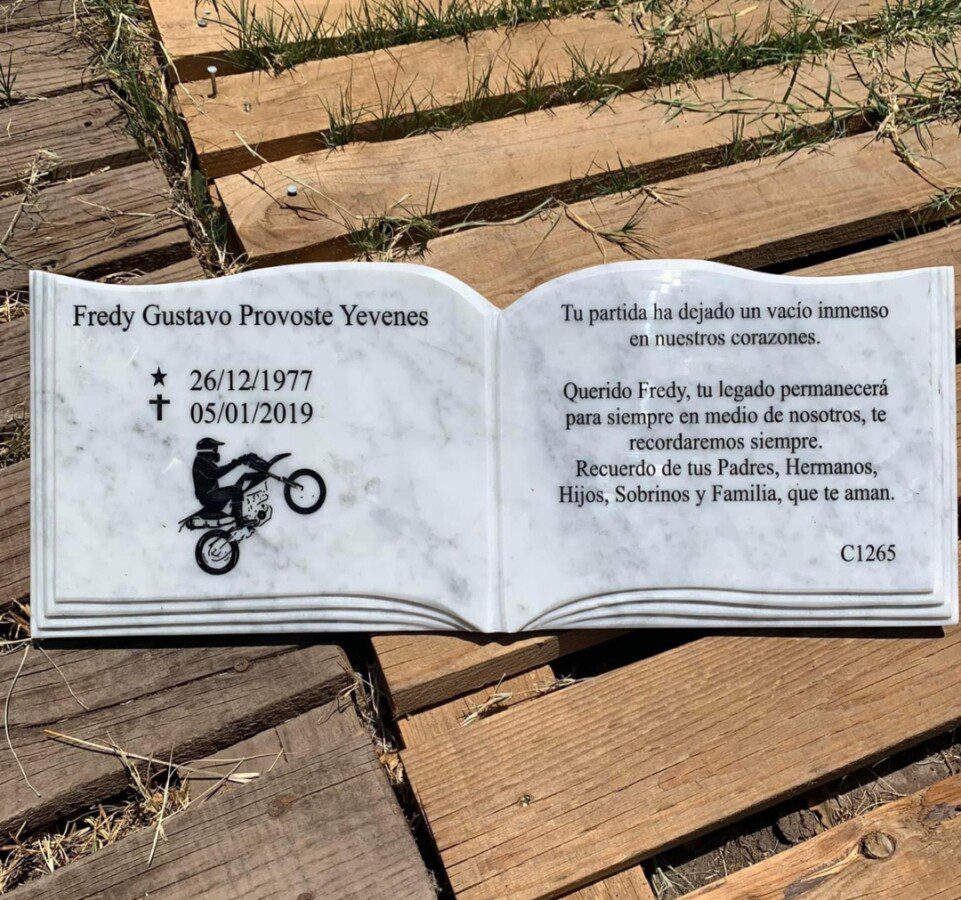 Fredy Gustavo Provoste Yevenes
26/12/1977
05/01/2019
Tu partida ha dejado un vacío inmenso
en nuestros corazones.
Querido Fredy, tu legado permanecerá
para siempre en medio de nosotros, te
recordaremos siempre.
Recuerdo de tus Padres, Hermanos,
Hijos, Sobrinos y Familia, que te aman.
C1265